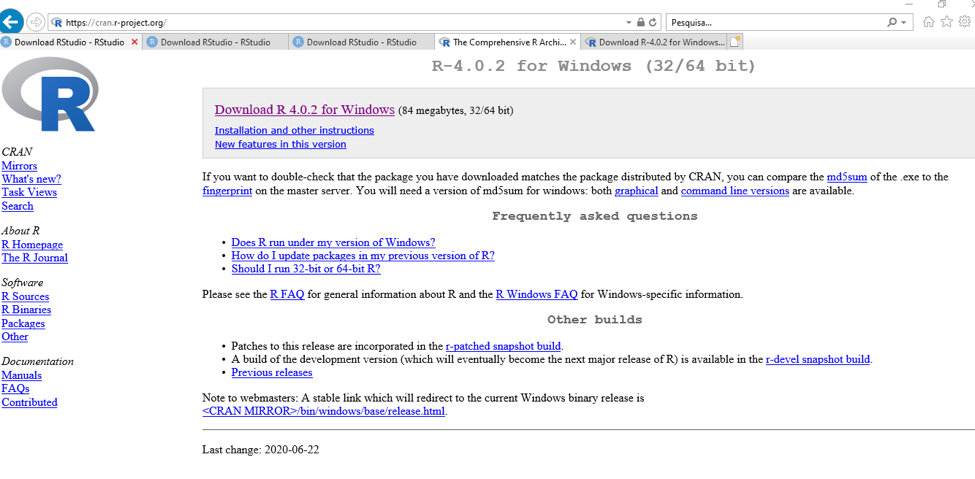 https://cran.r-project.org/
Pesquisa...
Download RStudio - RStudio
Download RStudio - RStudio
Download RStudio - RStudio
The Comprehensive R Archi...
Download R-4.0.2 for Windows...
R
CRAN
Mirrors
What's new?
Task Views
Search
About R
R Homepage
The R Journal
Software
R Sources
R Binaries
Packages
Other
Documentation
Manuals
FAQs
Contributed
R-4.0.2 for Windows (32/64 bit)
Download R 4.0.2 for Windows (84 megabytes, 32/64 bit)
Installation and other instructions
New features in this version
If you want to double-check that the package you have downloaded matches the package distributed by CRAN, you can compare the md5sum of the .exe to the
fingerprint on the master server. You will need a version of md5sum for windows: both graphical and command line versions are available.
Frequently asked questions
• Does R run under my version of Windows?
• How do I update packages in my previous version of R?
• Should I run 32-bit or 64-bit R?
Please see the R FAQ for general information about R and the R Windows FAQ for Windows-specific information.
Other builds
• Patches to this release are incorporated in the r-patched snapshot build.
• A build of the development version (which will eventually become the next major release of R) is available in the r-devel snapshot build.
• Previous releases
Note to webmasters: A stable link which will redirect to the current Windows binary release is
<CRAN MIRROR>/bin/windows/base/release.html.
Last change: 2020-06-22